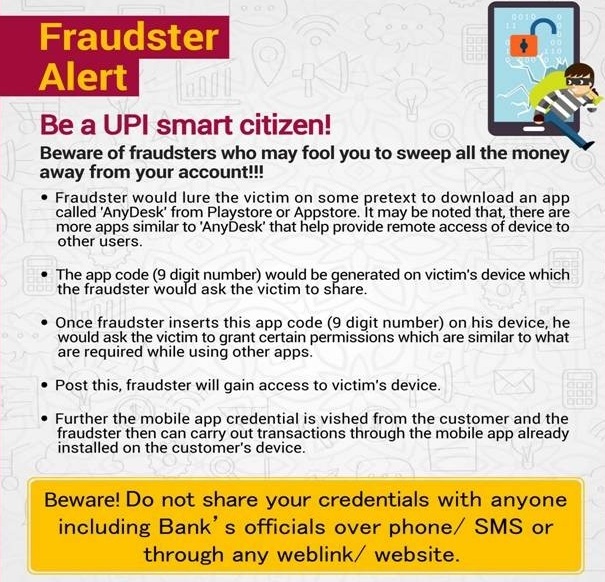 Fraudster
Alert
Be a UPI smart citizen!
Beware of fraudsters who may fool you to sweep all the money
away from your account!!!
• Fraudster would lure the victim on some pretext to download an app
called 'AnyDesk' from Playstore or Appstore. It may be noted that, there are
more apps similar to 'AnyDesk' that help provide remote access of device to
other users.
• The app code (9 digit number) would be generated on victim's device which
the fraudster would ask the victim to share.
• Once fraudster inserts this app code (9 digit number) on his device, he
would ask the victim to grant certain permissions which are similar to what
are required while using other apps.
• Post this, fraudster will gain access to victim's device.
• Further the mobile app credential is vished from the customer and the
fraudster then can carry out transactions through the mobile app already
installed on the customer's device.
Beware! Do not share your credentials with anyone
including Bank's officials over phone/ SMS or
through any weblink/ website.